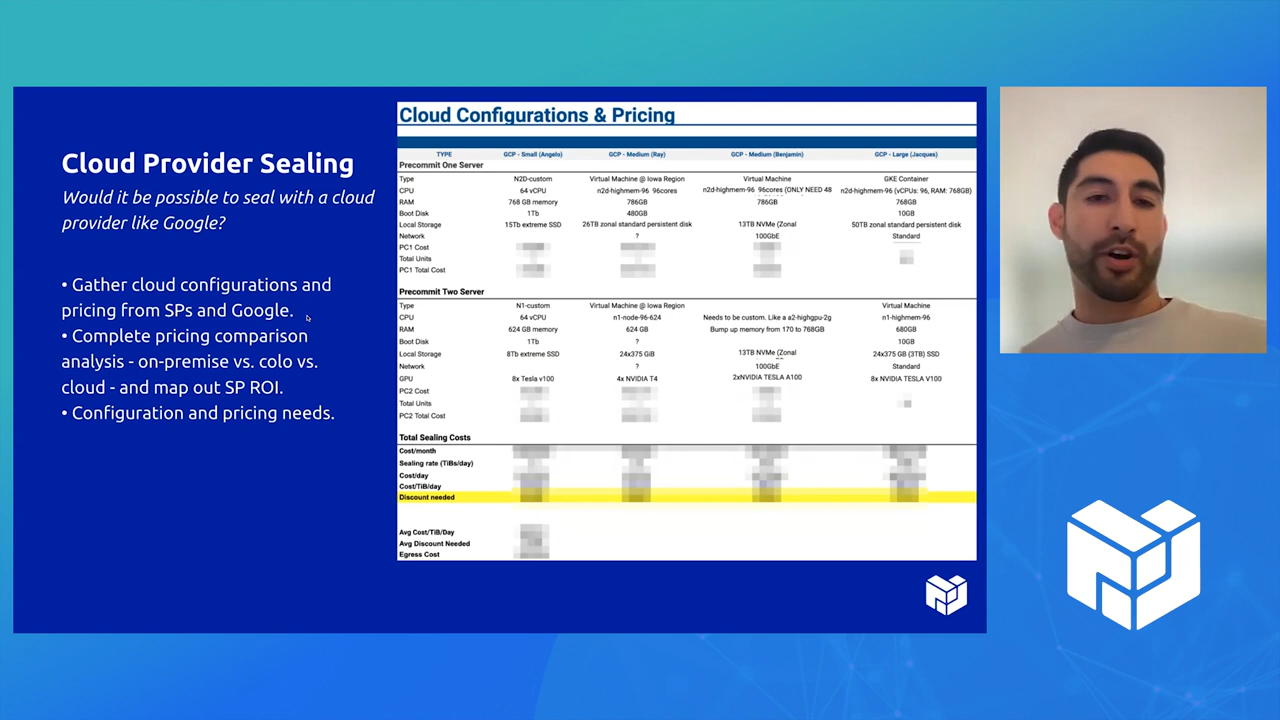 Cloud Provider Sealing
Would it be possible to seal with a cloud
provider like Google?
• Gather cloud configurations and
pricing from SPs and Google.
• Complete pricing comparison
analysis - on-premise vs. colo vs.
cloud - and map out SP ROI.
• Configuration and pricing needs.
Cloud Configurations & Pricing
TYPE GCP - Small (Angelo) GCP - Medium (Ray) GCP - Medium (Benjamin) GCP - Large (Jacques)
Precommit One Server
Type N2D-custom Virtual Machine @ Iowa Region Virtual Machine GKE Container
CPU 64 vCPU n2d-highmem-96 96cores n2d-highmem-96 96cores (ONLY NEED 48 n2d-highmem-96 (vCPUs: 96, RAM: 768GB)
RAM 768 GB memory 786GB 786GB 768GB
Boot Disk 1Tb 480GB 10GB
Local Storage 15Tb extreme SSD 26TB zonal standard persistent disk 13TB NVMe (Zonal 50TB zonal standard persistent disk
Network ? 100GbE Standard
PC1 Cost
Total Units
PC1 Total Cost
Precommit Two Server
Type N1-custom Virtual Machine @ Iowa Region Virtual Machine
CPU 64 vCPU n1-node-96-624 Needs to be custom. Like a a2-highgpu-2g n1-highmem-96
RAM 624 GB memory 624 GB Bump up memory from 170 to 768GB 680GB
Boot Disk 1Tb ? 10GB
Local Storage 8Tb extreme SSD 24x375 GiB 13TB NVMe (Zonal 24x375 GB (3TB) SSD
Network ? 100GbE Standard
GPU 8x Tesla v100 4x NVIDIA T4 2xNVIDIA TESLA A100 8x NVIDIA TESLA V100
PC2 Cost
Total Units
PC2 Total Cost
Total Sealing Costs
Cost/month
Sealing rate (TiBs/day)
Cost/day
Cost/TiB/day
Discount needed
Avg Cost/TiB/Day
Avg Discount Needed
Egress Cost